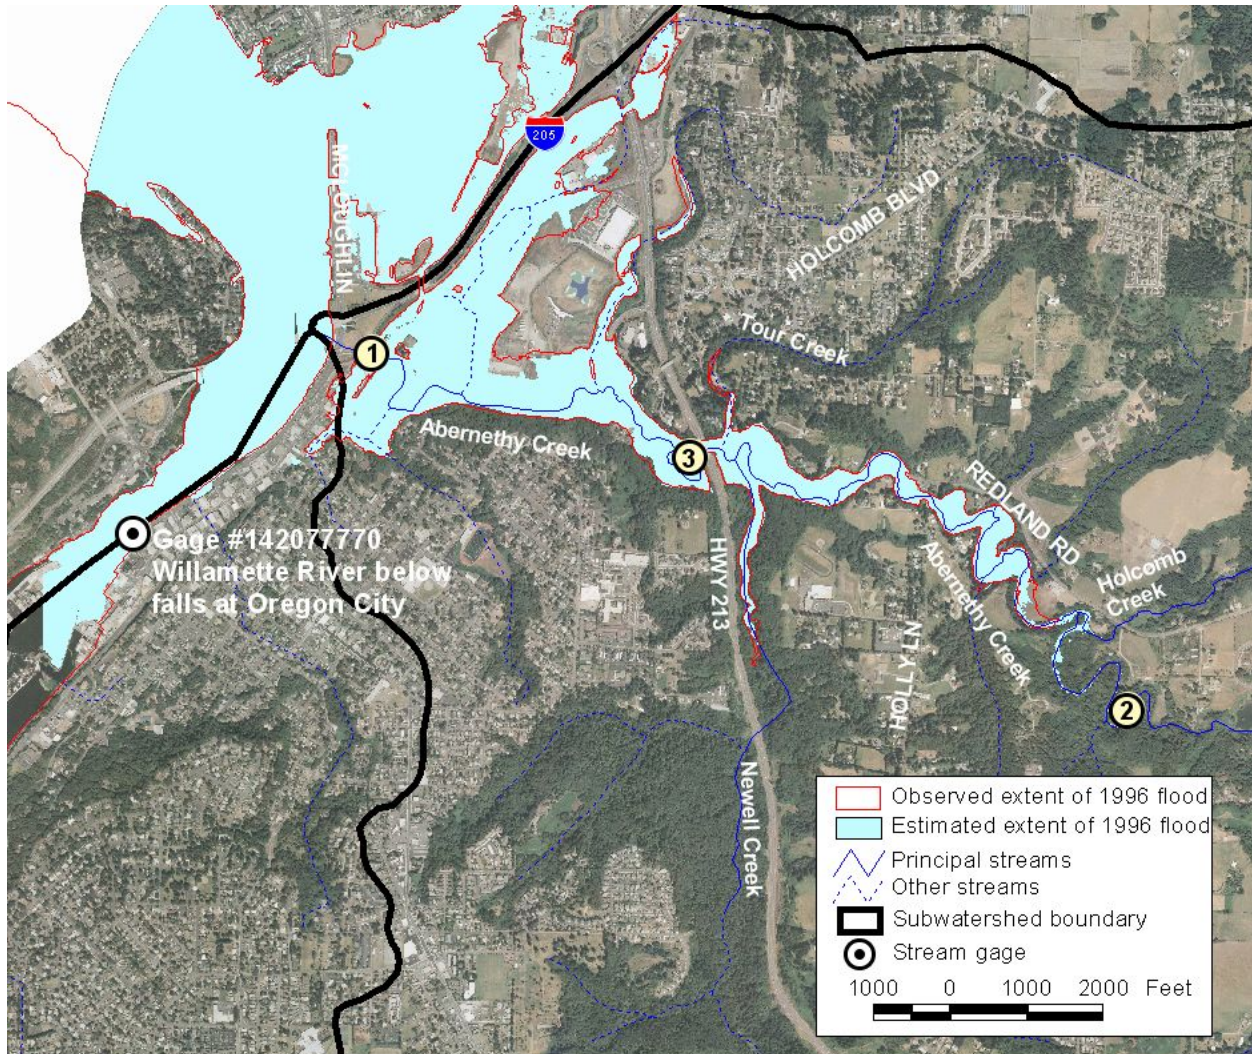 205
MCLOUGHLIN
HOLCOMB BLVD
1
Tour Creek
Abernethy Creek
3
REDLAND RD
Gage #142077770
Willamette River below
falls at Oregon City
HWY 213
Abernethy Creek
Holcomb
Creek
HOLLYLN
2
Newell Creek
Observed extent of 1996 flood
Estimated extent of 1996 flood
Principal streams
Other streams
Subwatershed boundary
Stream gage
1000 0 1000 2000 Feet